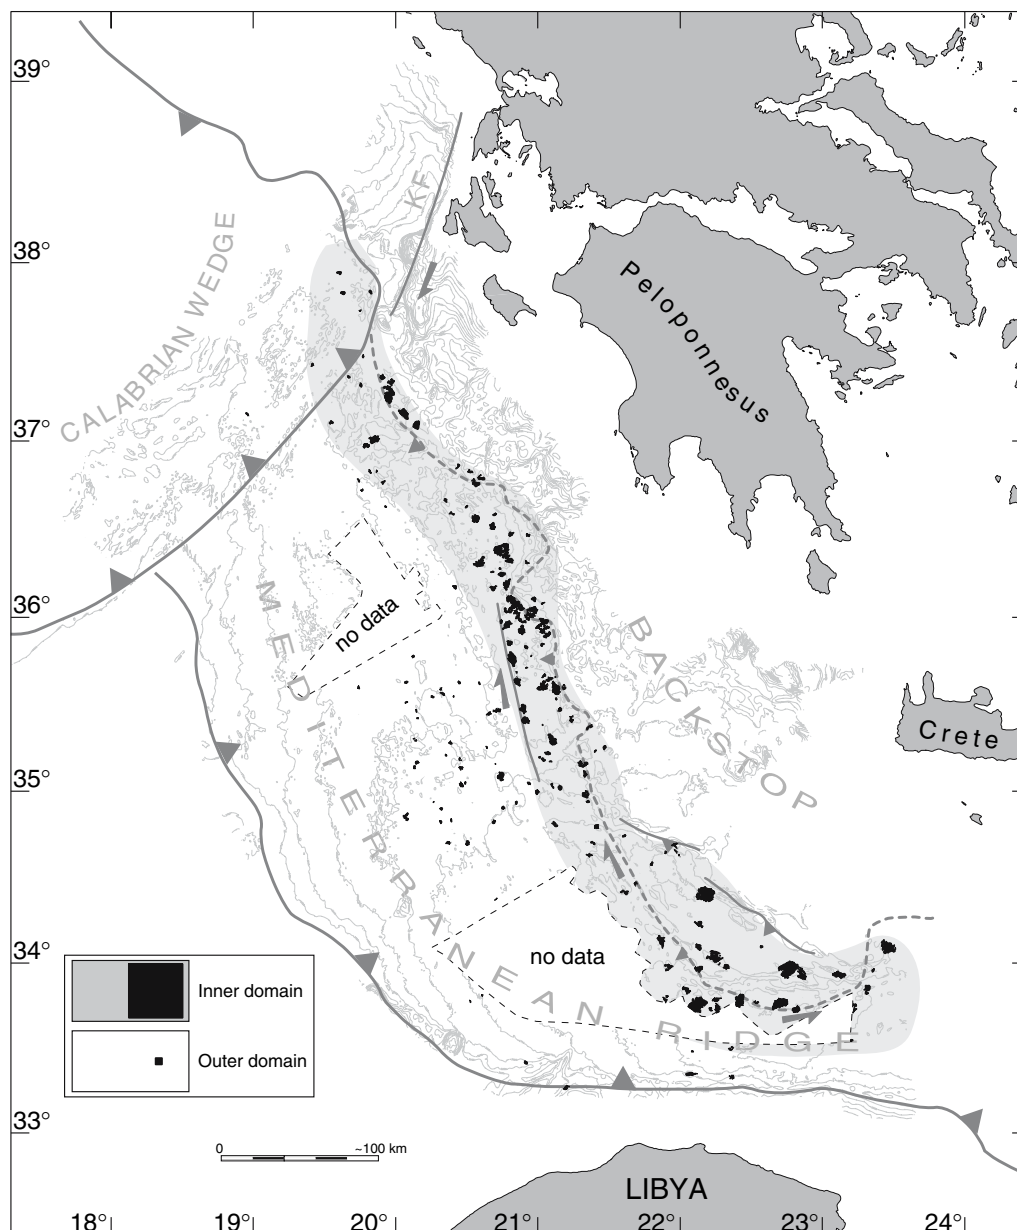 39°
38°
37°
36°
35°
34°
33°
KF
CALABRIAN WEDGE
Peloponnesus
no data
MEDITERRANEAN RIDGE
BACKSTOP
Crete
no data
Inner domain
Outer domain
0 ~100 km
LIBYA
18° 19° 20° 21° 22° 23° 24°